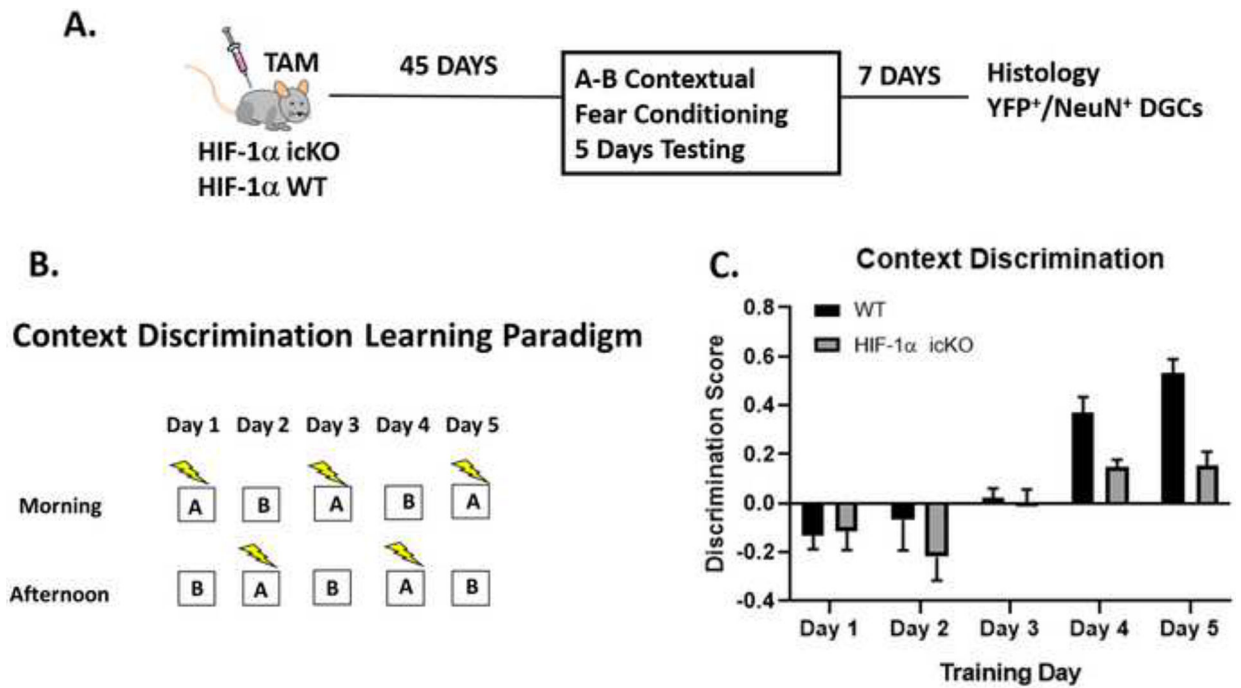 A.
TAM
HIF-1α icKO
HIF-1α WT
45 DAYS
A-B Contextual
Fear Conditioning
5 Days Testing
7 DAYS
Histology
YFP⁺/NeuN⁺ DGCs
B.
Context Discrimination Learning Paradigm
Day 1 Day 2 Day 3 Day 4 Day 5
Morning A B A B A
Afternoon B A B A B
C.
Context Discrimination
WT
HIF-1α icKO
Discrimination Score
0.8
0.6
0.4
0.2
0.0
-0.2
-0.4
Day 1 Day 2 Day 3 Day 4 Day 5
Training Day